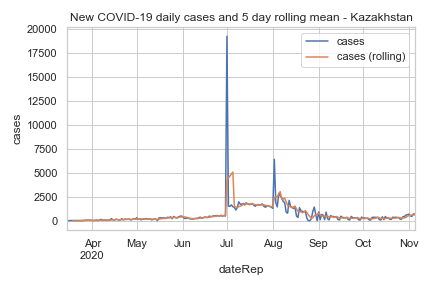 New COVID-19 daily cases and 5 day rolling mean - Kazakhstan
cases
cases (rolling)
20000
17500
15000
12500
10000
7500
5000
2500
0
cases
Apr
2020
May
Jun
Jul
Aug
Sep
Oct
Nov
dateRep